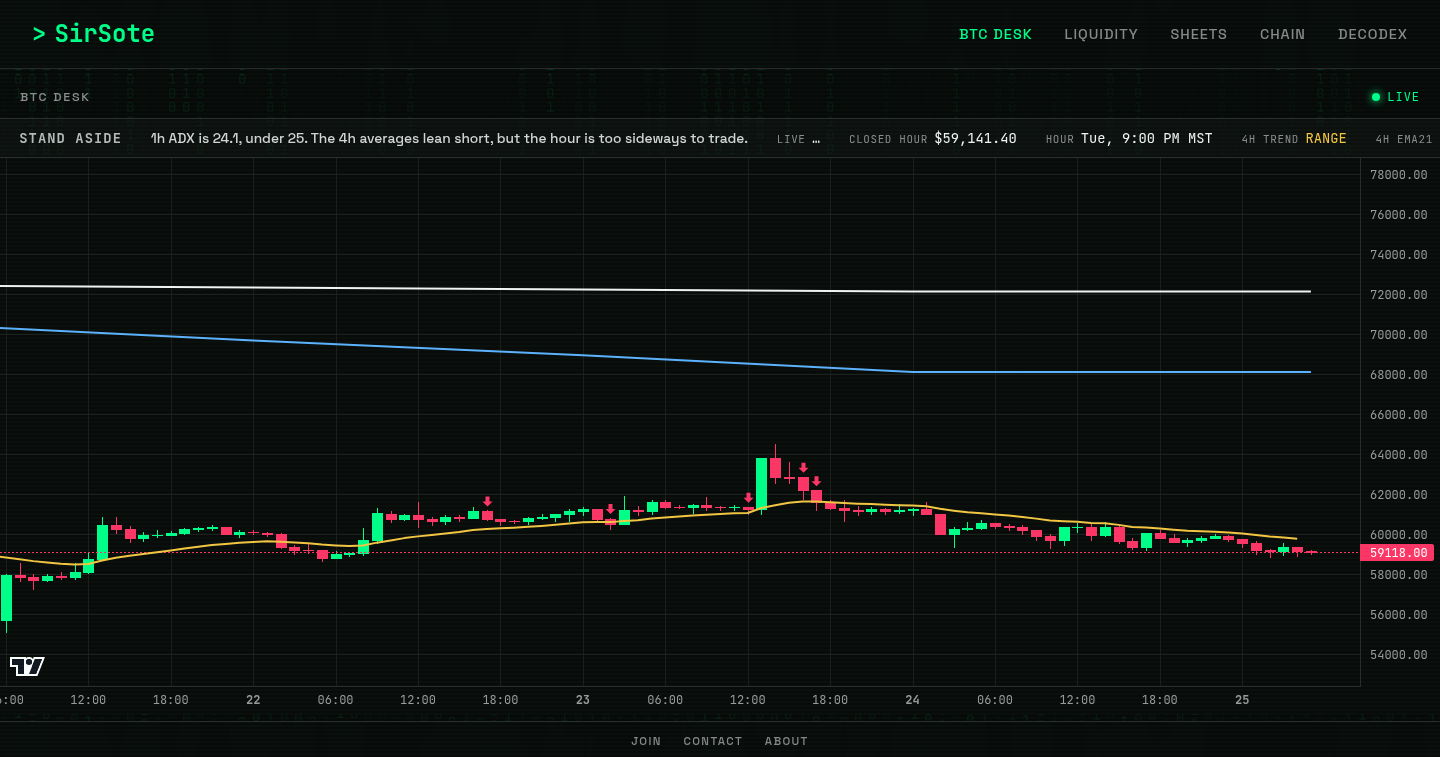 > SirSote
BTC DESK LIQUIDITY SHEETS CHAIN DECODEX
BTC DESK
LIVE
STAND ASIDE 1h ADX is 24.1, under 25. The 4h averages lean short, but the hour is too sideways to trade. LIVE … CLOSED HOUR $59,141.40 HOUR Tue, 9:00 PM MST 4H TREND RANGE 4H EMA21
78000.00
76000.00
74000.00
72000.00
70000.00
68000.00
66000.00
64000.00
62000.00
60000.00
59118.00
58000.00
56000.00
54000.00
:00 12:00 18:00 22 06:00 12:00 18:00 23 06:00 12:00 18:00 24 06:00 12:00 18:00 25
JOIN CONTACT ABOUT